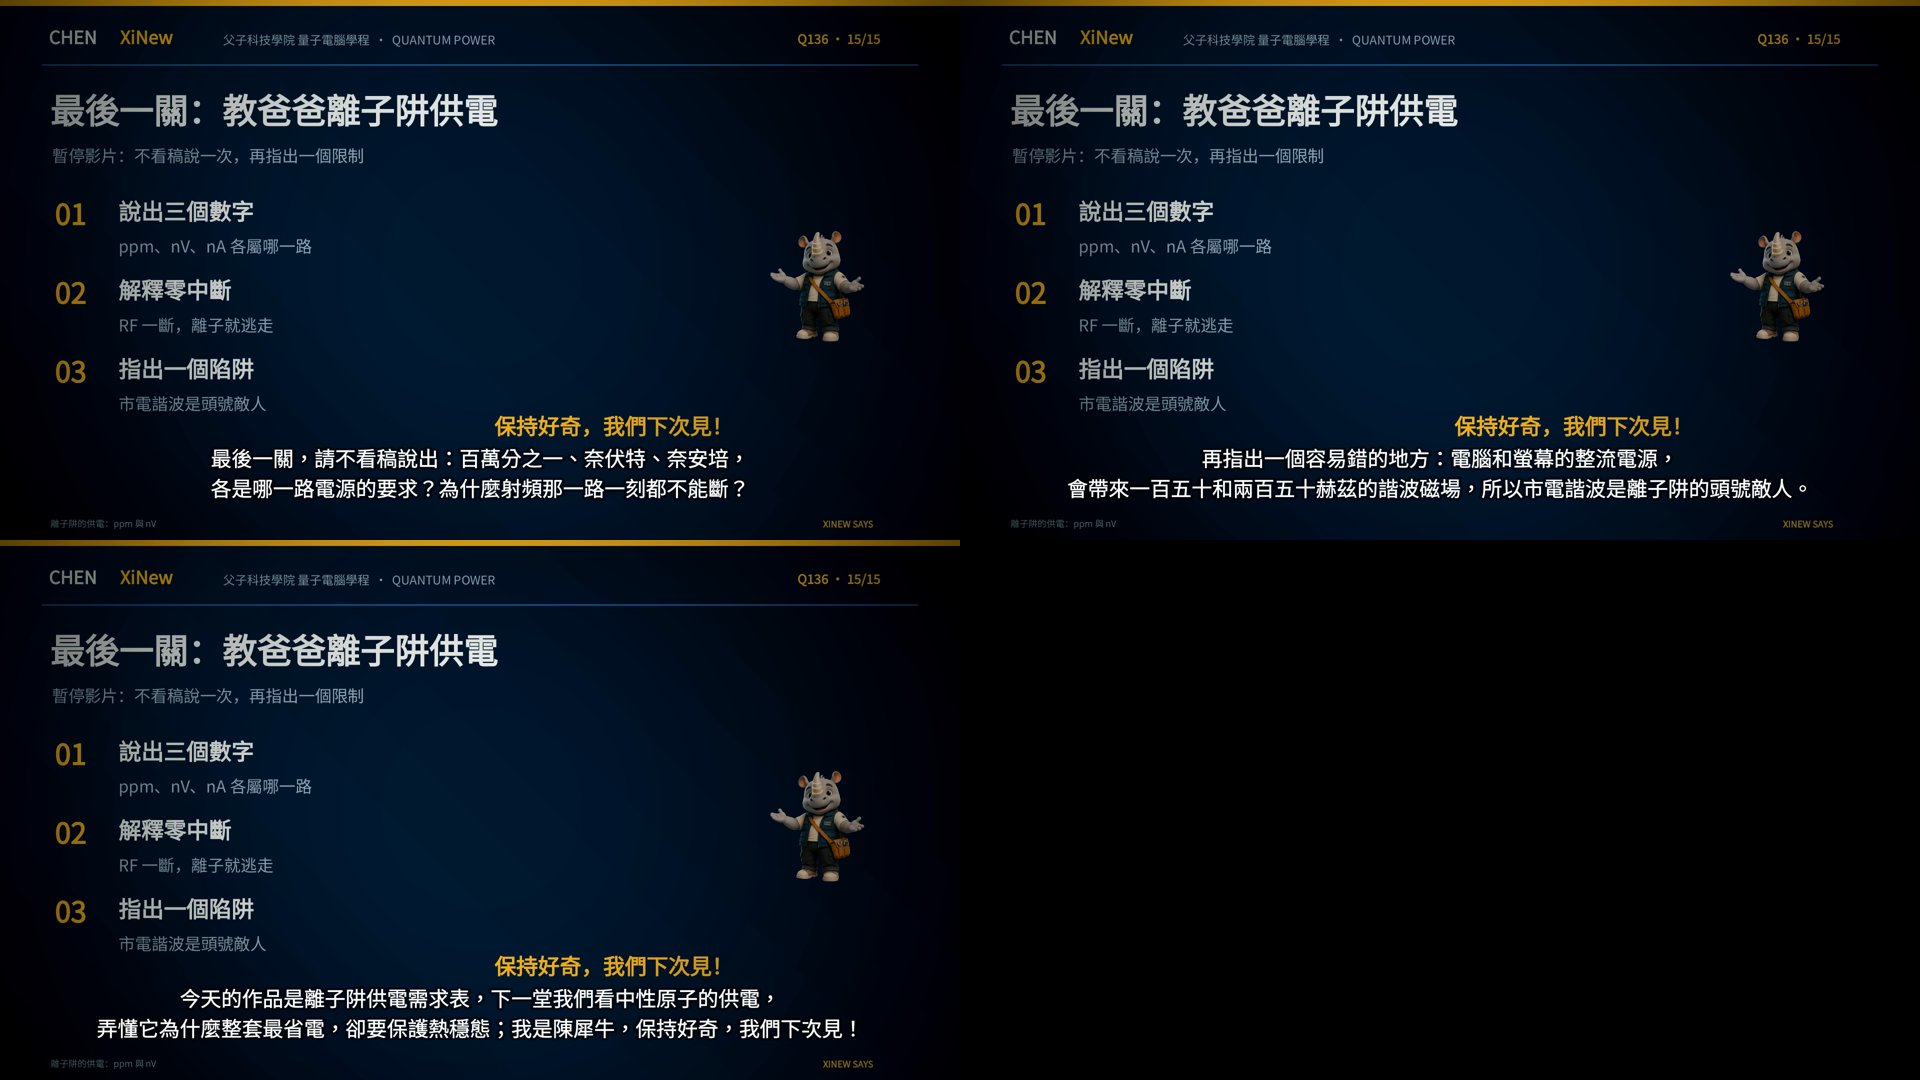 CHEN XiNew 父子科技學院 量子電腦學程 · QUANTUM POWER Q136 · 15/15
最後一關：教爸爸離子阱供電
暫停影片：不看稿說一次，再指出一個限制
01 說出三個數字
ppm、nV、nA 各屬哪一路
02 解釋零中斷
RF 一斷，離子就逃走
03 指出一個陷阱
市電諧波是頭號敵人
保持好奇，我們下次見！
最後一關，請不看稿說出：百萬分之一、奈伏特、奈安培，
各是哪一路電源的要求？為什麼射頻那一路一刻都不能斷？
離子阱的供電：ppm 與 nV XINEW SAYS
CHEN XiNew 父子科技學院 量子電腦學程 · QUANTUM POWER Q136 · 15/15
最後一關：教爸爸離子阱供電
暫停影片：不看稿說一次，再指出一個限制
01 說出三個數字
ppm、nV、nA 各屬哪一路
02 解釋零中斷
RF 一斷，離子就逃走
03 指出一個陷阱
市電諧波是頭號敵人
保持好奇，我們下次見！
再指出一個容易錯的地方：電腦和螢幕的整流電源，
會帶來一百五十和兩百五十赫茲的諧波磁場，所以市電諧波是離子阱的頭號敵人。
離子阱的供電：ppm 與 nV XINEW SAYS
CHEN XiNew 父子科技學院 量子電腦學程 · QUANTUM POWER Q136 · 15/15
最後一關：教爸爸離子阱供電
暫停影片：不看稿說一次，再指出一個限制
01 說出三個數字
ppm、nV、nA 各屬哪一路
02 解釋零中斷
RF 一斷，離子就逃走
03 指出一個陷阱
市電諧波是頭號敵人
保持好奇，我們下次見！
今天的作品是離子阱供電需求表，下一堂我們看中性原子的供電，
弄懂它為什麼整套最省電，卻要保護熱穩態；我是陳犀牛，保持好奇，我們下次見！
離子阱的供電：ppm 與 nV XINEW SAYS